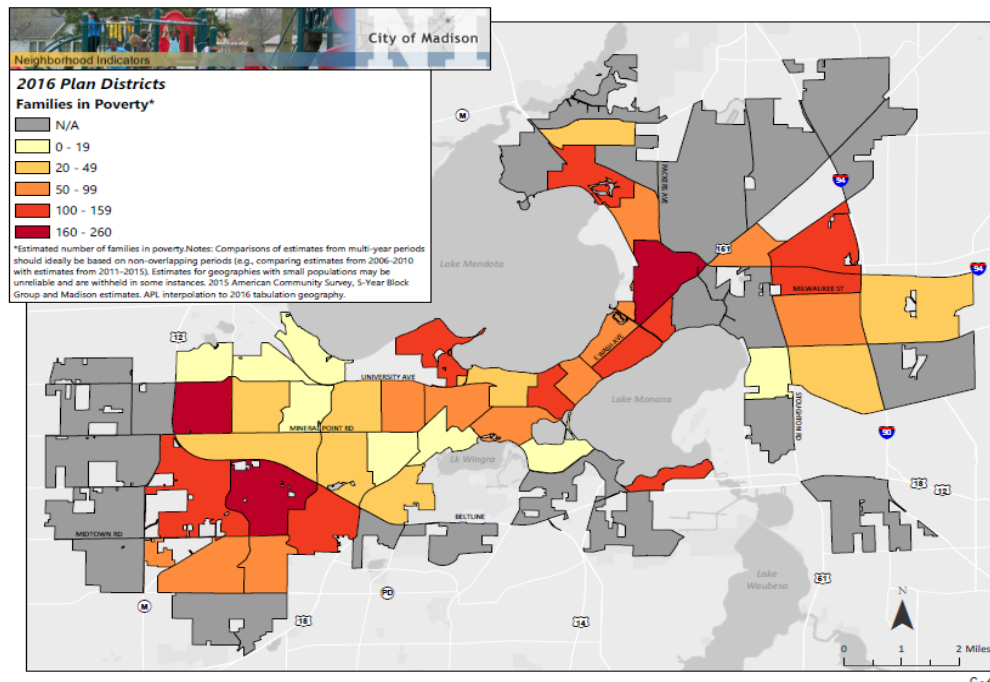 City of Madison
Neighborhood Indicators
2016 Plan Districts
Families in Poverty*
N/A
0 - 19
20 - 49
50 - 99
100 - 159
160 - 260
*Estimated number of families in poverty.Notes: Comparisons of estimates from multi-year periods
should ideally be based on non-overlapping periods (e.g., comparing estimates from 2006-2010
with estimates from 2011–2015). Estimates for geographies with small populations may be
unreliable and are withheld in some instances. 2015 American Community Survey, 5-Year Block
Group and Madison estimates. APL interpolation to 2016 tabulation geography.
M
PACKERS AVE
94
151
Lake Mendota
94
MILWAUKEE ST
12
E WASH AVE
UNIVERSITY AVE
Lake Monona
STOUGHTON RD
MINERAL POINT RD
90
Lk Wingra
18
12
BELTLINE
MIDTOWN RD
Lake
Waubesa
51
PD
N
M
18
14
0 1 2 Miles